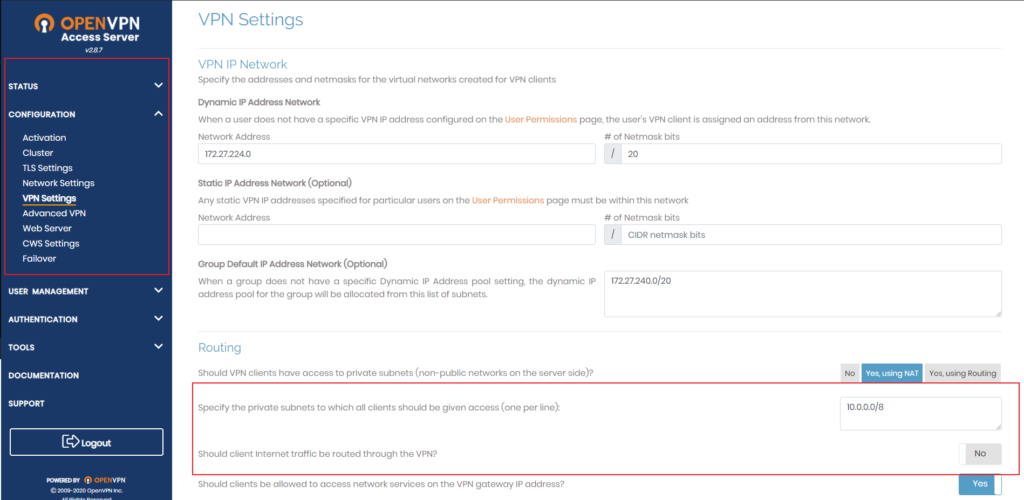 OPENVPN
Access Server
v2.8.7
STATUS
CONFIGURATION
Activation
Cluster
TLS Settings
Network Settings
VPN Settings
Advanced VPN
Web Server
CWS Settings
Failover
USER MANAGEMENT
AUTHENTICATION
TOOLS
DOCUMENTATION
SUPPORT
Logout
POWERED BY OPENVPN
© 2009-2020 OpenVPN Inc.
All Rights Reserved
VPN Settings
VPN IP Network
Specify the addresses and netmasks for the virtual networks created for VPN clients
Dynamic IP Address Network
When a user does not have a specific VPN IP address configured on the User Permissions page, the user's VPN client is assigned an address from this network.
Network Address # of Netmask bits
172.27.224.0 / 20
Static IP Address Network (Optional)
Any static VPN IP addresses specified for particular users on the User Permissions page must be within this network
Network Address # of Netmask bits
/ CIDR netmask bits
Group Default IP Address Network (Optional)
When a group does not have a specific Dynamic IP Address pool setting, the dynamic IP
address pool for the group will be allocated from this list of subnets.
172.27.240.0/20
Routing
Should VPN clients have access to private subnets (non-public networks on the server side)? No Yes, using NAT Yes, using Routing
Specify the private subnets to which all clients should be given access (one per line): 10.0.0.0/8
Should client Internet traffic be routed through the VPN? No
Should clients be allowed to access network services on the VPN gateway IP address? Yes